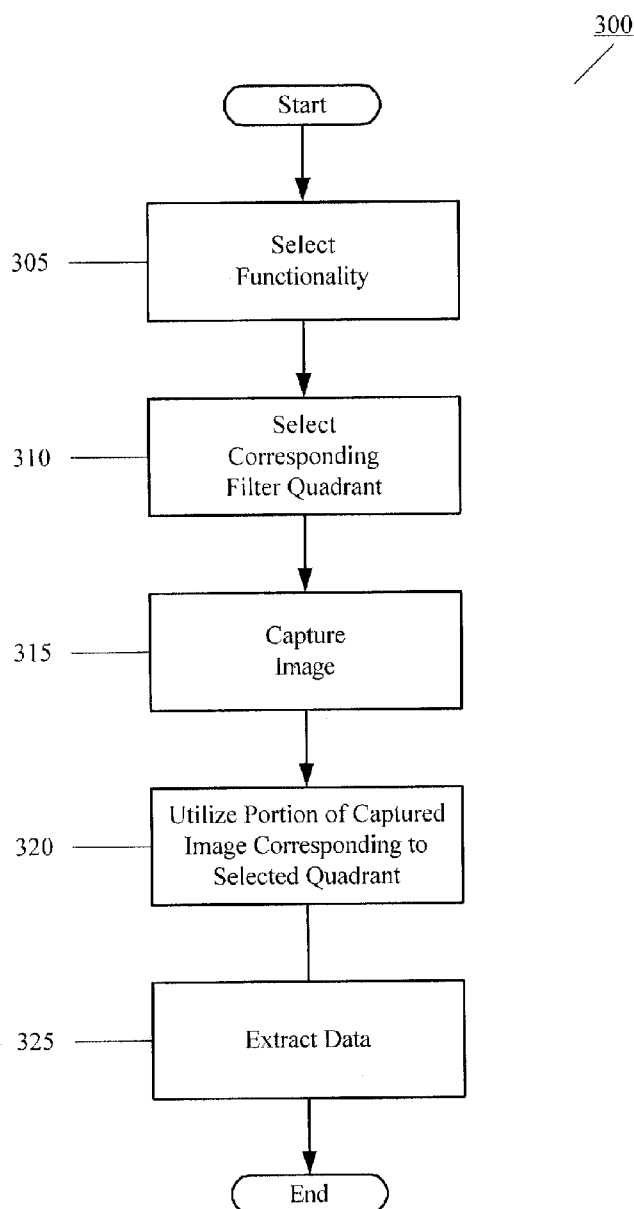 300
Start
305
Select
Functionality
310
Select
Corresponding
Filter Quadrant
315
Capture
Image
320
Utilize Portion of Captured
Image Corresponding to
Selected Quadrant
325
Extract Data
End